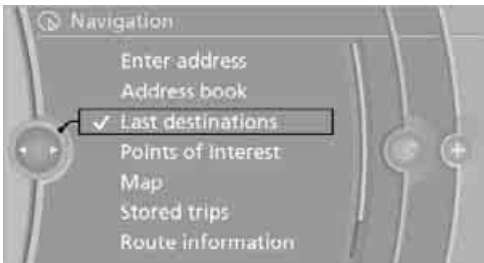 Navigation
Enter address
Address book
✓ Last destinations
Points of Interest
Map
Stored trips
Route information